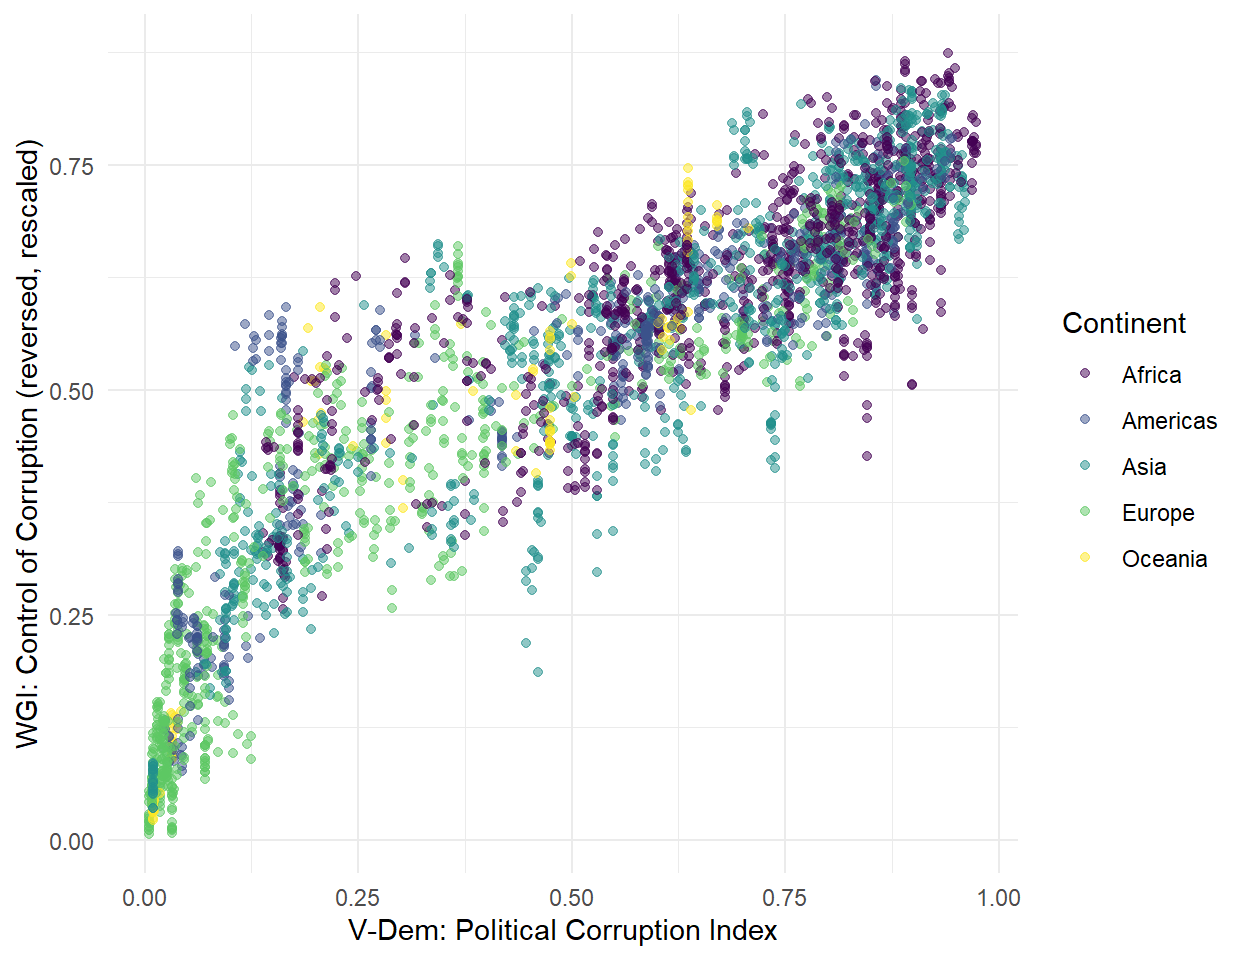 WGI: Control of Corruption (reversed, rescaled)
0.75
0.50
0.25
0.00
0.00 0.25 0.50 0.75 1.00
V-Dem: Political Corruption Index
Continent
Africa
Americas
Asia
Europe
Oceania